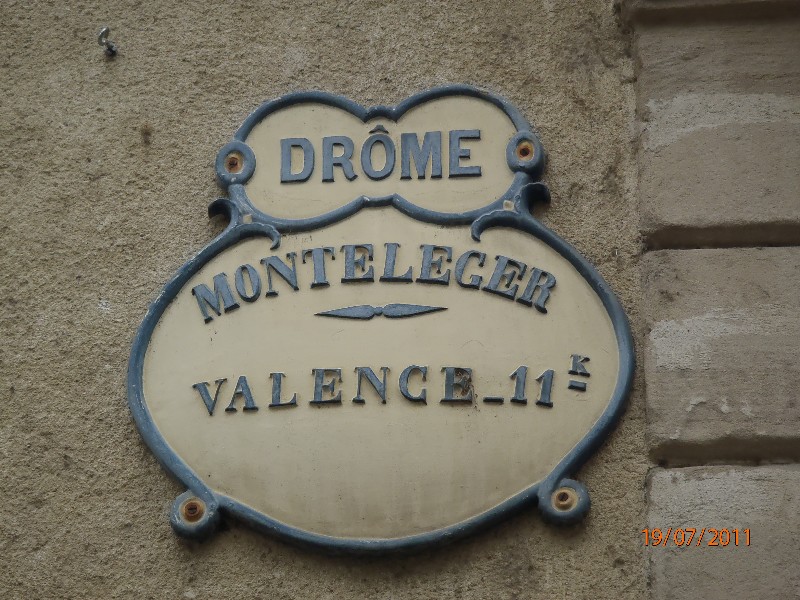 DRÔME
MONTELEGER
VALENCE_11K
19/07/2011